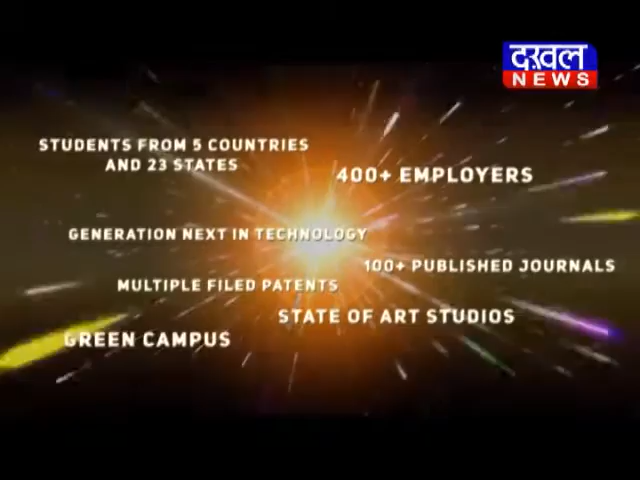 दख़ल
NEWS
STUDENTS FROM 5 COUNTRIES
AND 23 STATES
400+ EMPLOYERS
GENERATION NEXT IN TECHNOLOGY
100+ PUBLISHED JOURNALS
MULTIPLE FILED PATENTS
STATE OF ART STUDIOS
GREEN CAMPUS